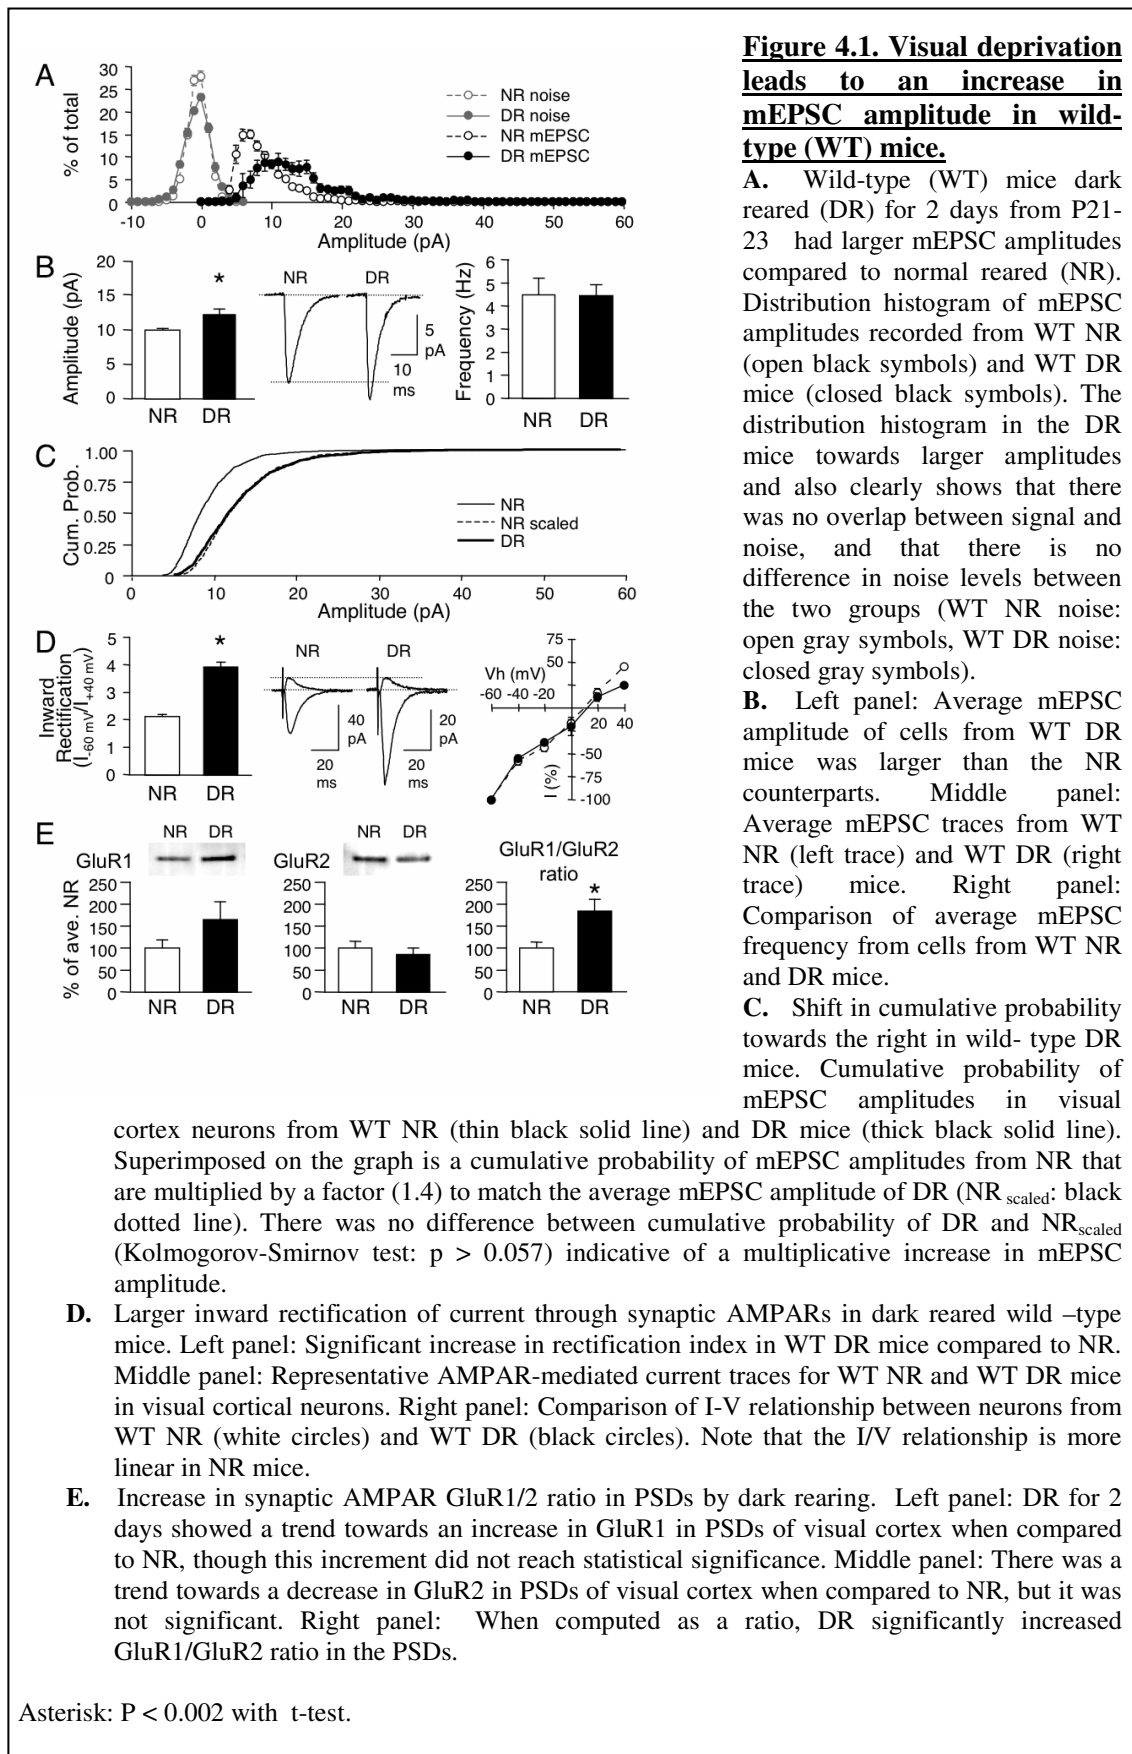 Figure 4.1. Visual deprivation
leads to an increase in
mEPSC amplitude in wild-
type (WT) mice.
A. Wild-type (WT) mice dark
reared (DR) for 2 days from P21-
23 had larger mEPSC amplitudes
compared to normal reared (NR).
Distribution histogram of mEPSC
amplitudes recorded from WT NR
(open black symbols) and WT DR
mice (closed black symbols). The
distribution histogram in the DR
mice towards larger amplitudes
and also clearly shows that there
was no overlap between signal and
noise, and that there is no
difference in noise levels between
the two groups (WT NR noise:
open gray symbols, WT DR noise:
closed gray symbols).
B. Left panel: Average mEPSC
amplitude of cells from WT DR
mice was larger than the NR
counterparts. Middle panel:
Average mEPSC traces from WT
NR (left trace) and WT DR (right
trace) mice. Right panel:
Comparison of average mEPSC
frequency from cells from WT NR
and DR mice.
C. Shift in cumulative probability
towards the right in wild- type DR
mice. Cumulative probability of
mEPSC amplitudes in visual
cortex neurons from WT NR (thin black solid line) and DR mice (thick black solid line).
Superimposed on the graph is a cumulative probability of mEPSC amplitudes from NR that
are multiplied by a factor (1.4) to match the average mEPSC amplitude of DR (NR scaled: black
dotted line). There was no difference between cumulative probability of DR and NRscaled
(Kolmogorov-Smirnov test: p > 0.057) indicative of a multiplicative increase in mEPSC
amplitude.
D. Larger inward rectification of current through synaptic AMPARs in dark reared wild –type
mice. Left panel: Significant increase in rectification index in WT DR mice compared to NR.
Middle panel: Representative AMPAR-mediated current traces for WT NR and WT DR mice
in visual cortical neurons. Right panel: Comparison of I-V relationship between neurons from
WT NR (white circles) and WT DR (black circles). Note that the I/V relationship is more
linear in NR mice.
E. Increase in synaptic AMPAR GluR1/2 ratio in PSDs by dark rearing. Left panel: DR for 2
days showed a trend towards an increase in GluR1 in PSDs of visual cortex when compared
to NR, though this increment did not reach statistical significance. Middle panel: There was a
trend towards a decrease in GluR2 in PSDs of visual cortex when compared to NR, but it was
not significant. Right panel: When computed as a ratio, DR significantly increased
GluR1/GluR2 ratio in the PSDs.
Asterisk: P < 0.002 with t-test.
A
% of total
30
25
20
15
10
5
0
-10 0 10 20 30 40 50 60
Amplitude (pA)
NR noise
DR noise
NR mEPSC
DR mEPSC
B
Amplitude (pA)
20
15
10
5
0
*
NR DR
NR DR
5
pA
10
ms
Frequency (Hz)
6
5
4
3
2
1
0
NR DR
C
Cum. Prob.
1.00
0.75
0.50
0.25
0
0 10 20 30 40 50 60
Amplitude (pA)
NR
NR scaled
DR
D
Inward
Rectification
(I-60 mV/I+40 mV)
5
4
3
2
1
0
*
NR DR
NR DR
40
pA
20
ms
20
pA
20
ms
75
50
Vh (mV)
-60 -40 -20
20 40
-50
-75
-100
I (%)
E
NR DR
GluR1
% of ave. NR
250
200
150
100
50
0
NR DR
NR DR
GluR2
250
200
150
100
50
0
NR DR
GluR1/GluR2
ratio
*
250
200
150
100
50
0
NR DR